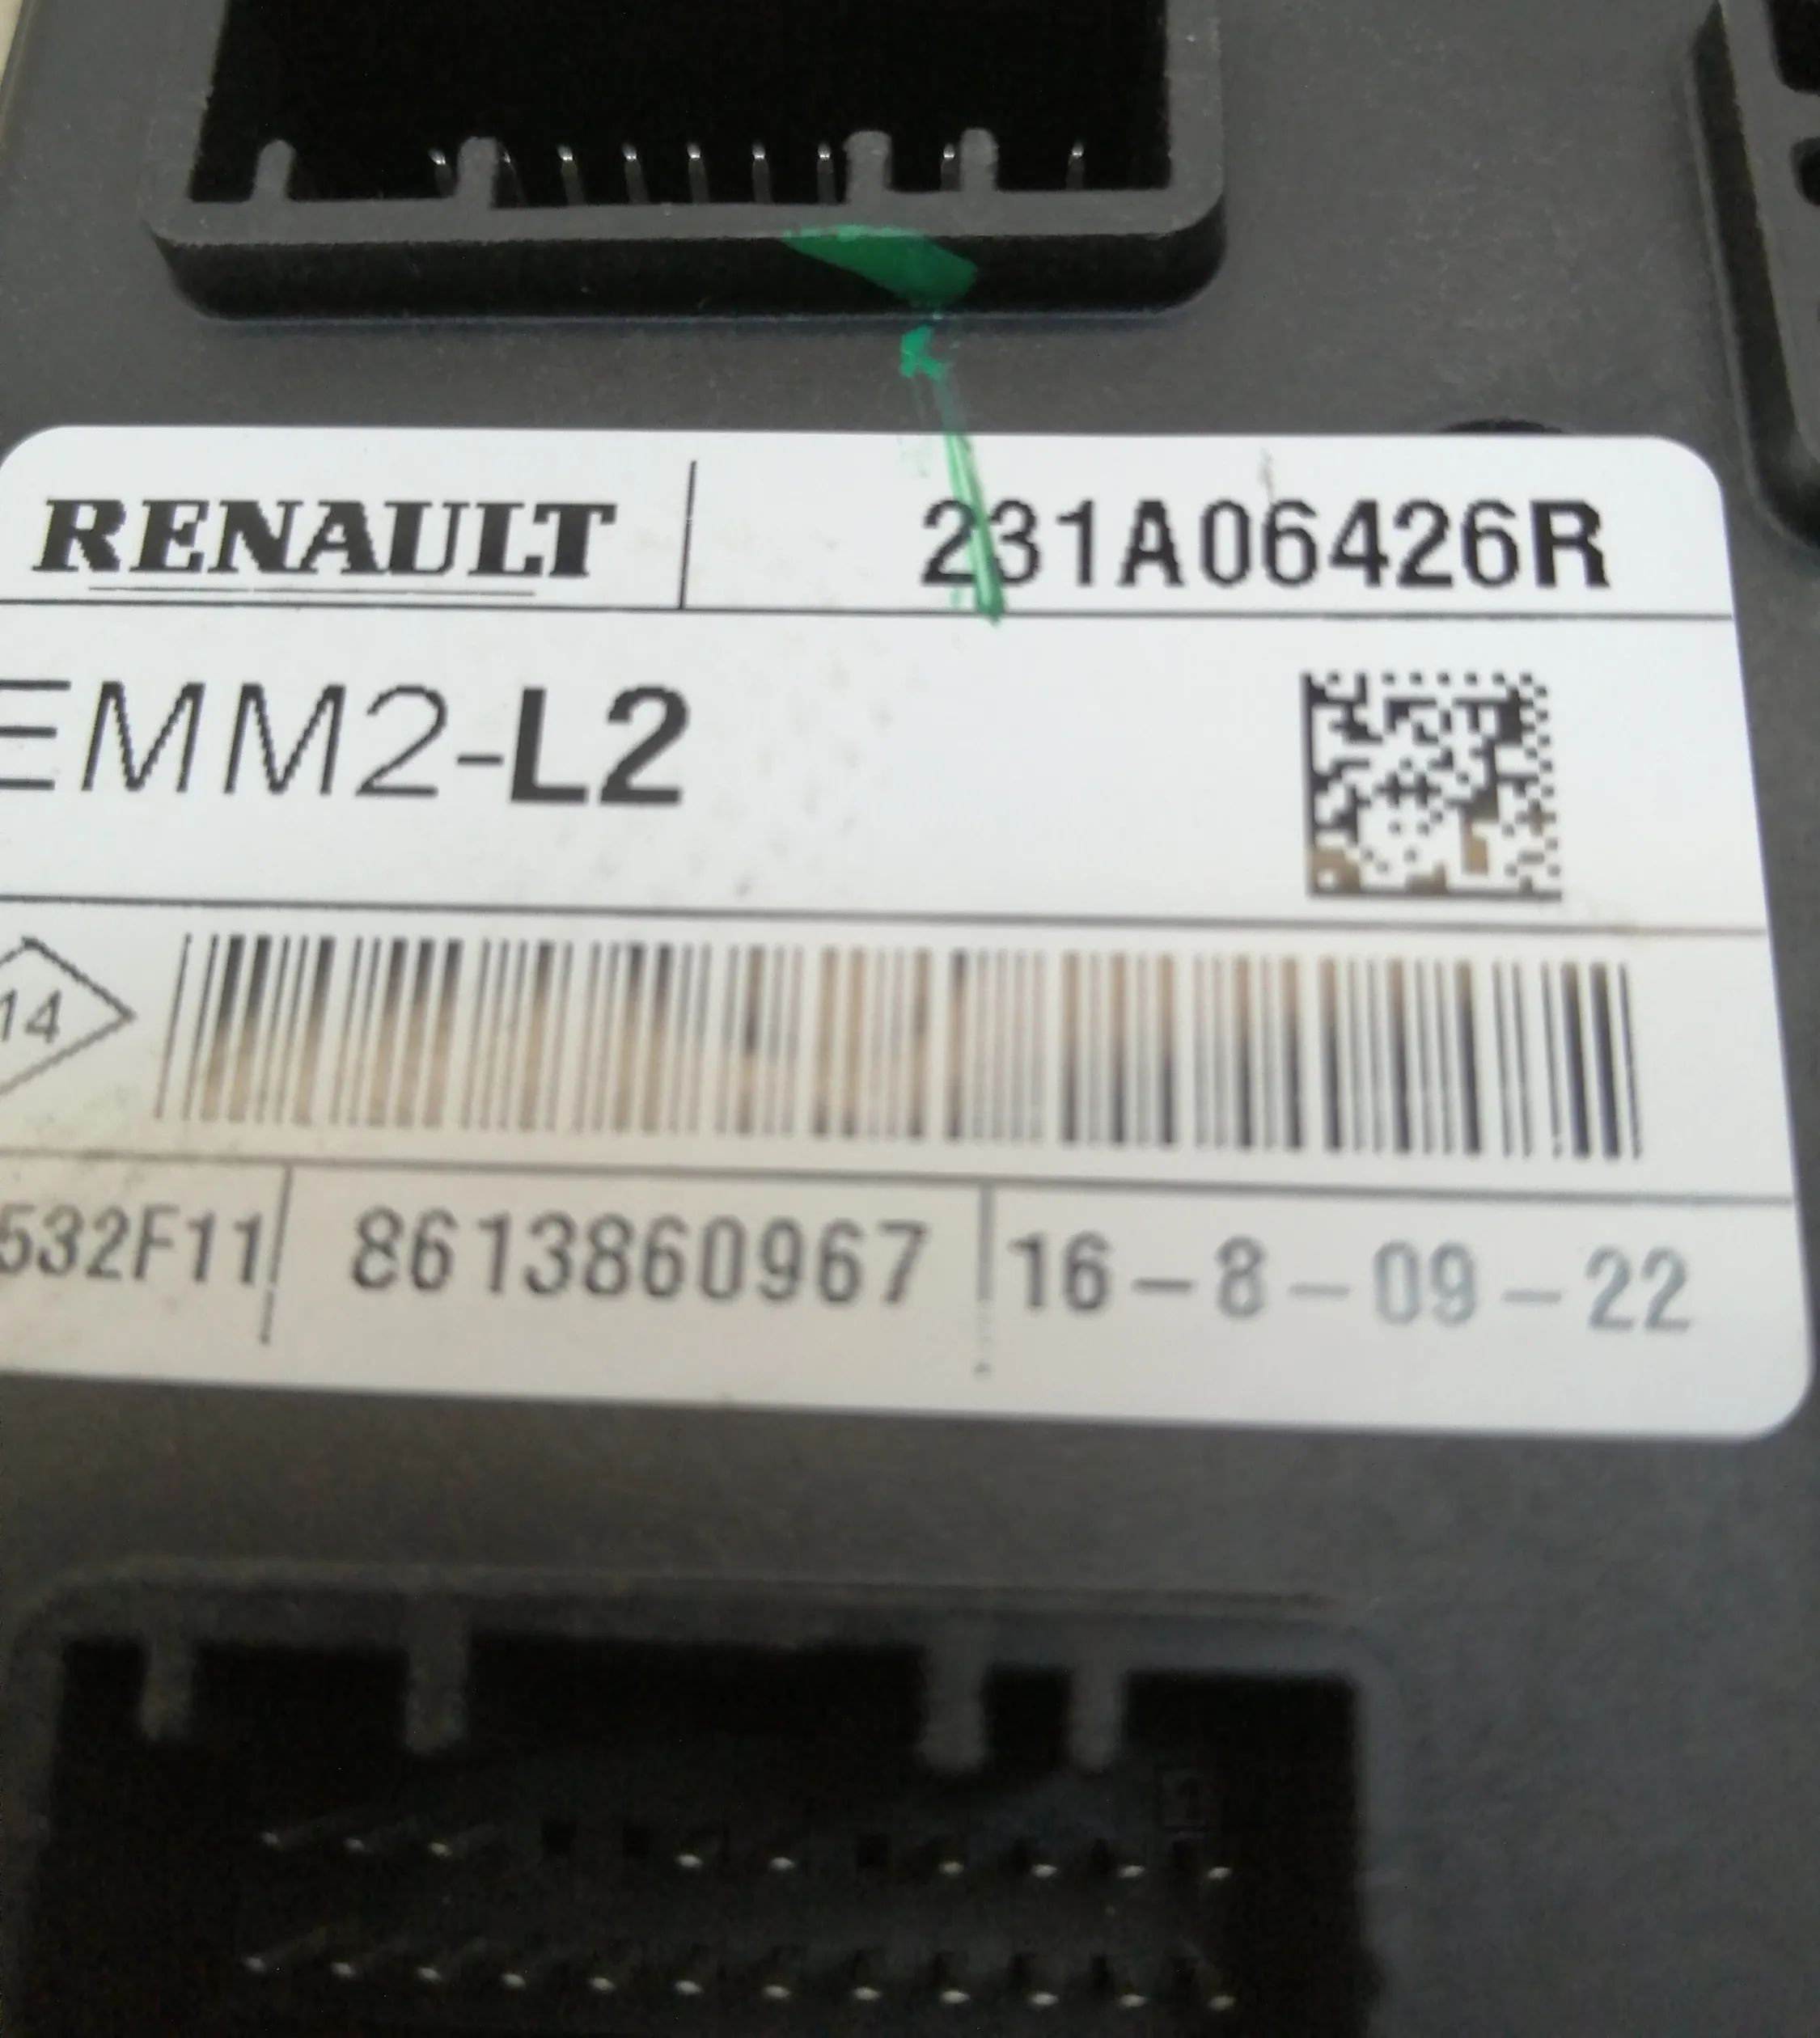 RENAULT 231A06426R
EMM2-L2
14
532F11 8613860967 16-8-09-22